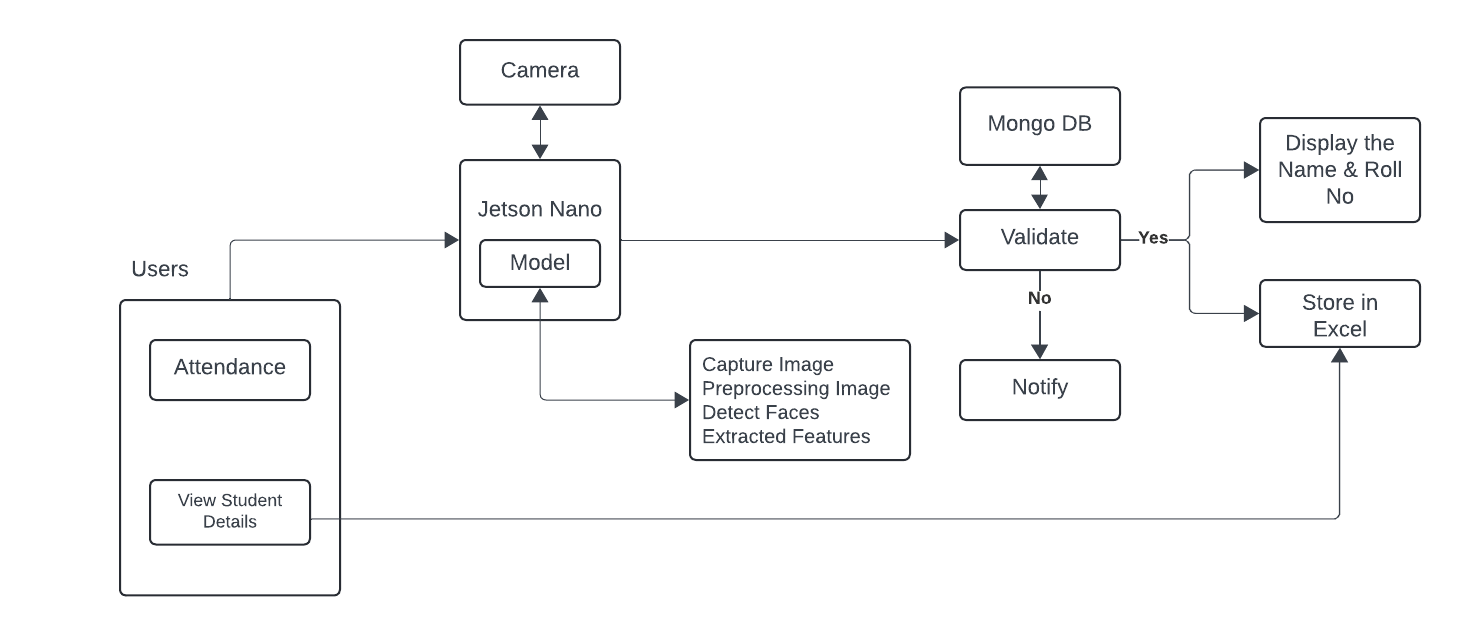 Camera
Mongo DB
Display the
Name & Roll
No
Jetson Nano
Model
Validate
Yes
Users
No
Store in
Excel
Attendance
Capture Image
Preprocessing Image
Detect Faces
Extracted Features
Notify
View Student
Details